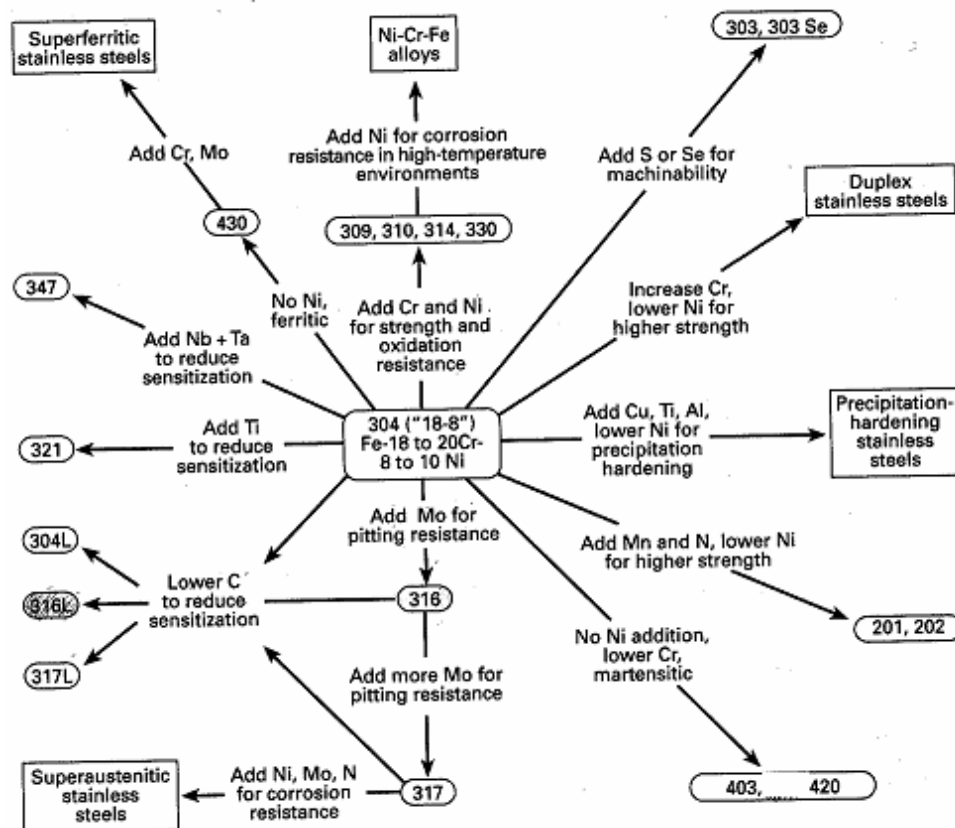 Superferritic
stainless steels
Ni-Cr-Fe
alloys
303, 303 Se
Add Cr, Mo
Add Ni for corrosion
resistance in high-temperature
environments
Add S or Se for
machinability
Duplex
stainless steels
430
309, 310, 314, 330
347
No Ni,
ferritic
Add Cr and Ni
for strength and
oxidation
resistance
Increase Cr,
lower Ni for
higher strength
Add Nb + Ta
to reduce
sensitization
321
Add Ti
to reduce
sensitization
304 ("18-8")
Fe-18 to 20Cr-
8 to 10 Ni
Add Cu, Ti, Al,
lower Ni for
precipitation
hardening
Precipitation-
hardening
stainless
steels
Add Mo for
pitting resistance
Add Mn and N, lower Ni
for higher strength
304L
316L
317L
Lower C
to reduce
sensitization
316
201, 202
No Ni addition,
lower Cr,
martensitic
Add more Mo for
pitting resistance
Superaustenitic
stainless
steels
Add Ni, Mo, N
for corrosion
resistance
317
403, 420